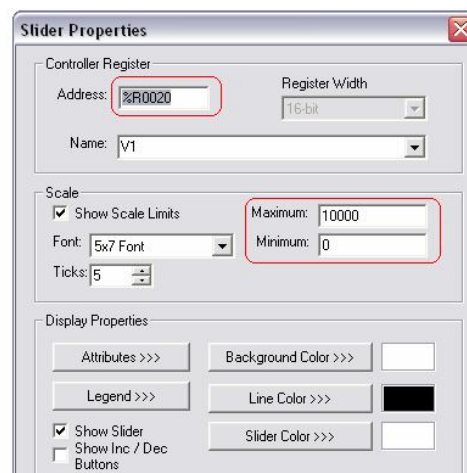 Slider Properties
Controller Register
Address: %R0020
Register Width
16-bit
Name: V1
Scale
Show Scale Limits
Maximum: 10000
Font: 5x7 Font
Minimum: 0
Ticks: 5
Display Properties
Attributes >>>
Background Color >>>
Legend >>>
Line Color >>>
Show Slider
Slider Color >>>
Show Inc / Dec
Buttons